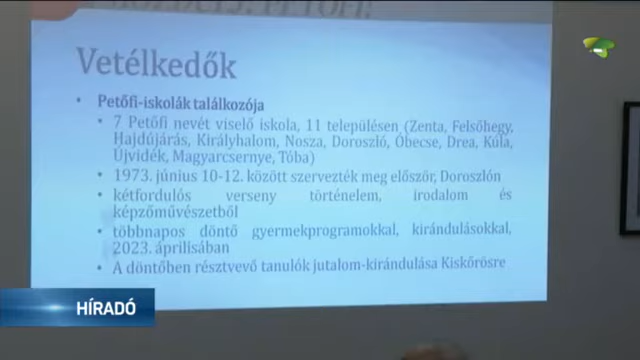 MOZDULJ, PETŐFI!
Vetélkedők
• Petőfi-iskolák találkozója
• 7 Petőfi nevét viselő iskola, 11 településen (Zenta, Felsőhegy,
Hajdújárás, Királyhalom, Nosza, Doroszló, Óbecse, Drea, Kúla,
Újvidék, Magyarcsernye, Tóba)
• 1973. június 10-12. között szervezték meg először, Doroszlón
• kétfordulós verseny történelem, irodalom és
képzőművészetből
• többnapos döntő gyermekprogramokkal, kirándulásokkal,
2023. áprilisában
• A döntőben résztvevő tanulók jutalom-kirándulása Kiskőrösre
HÍRADÓ